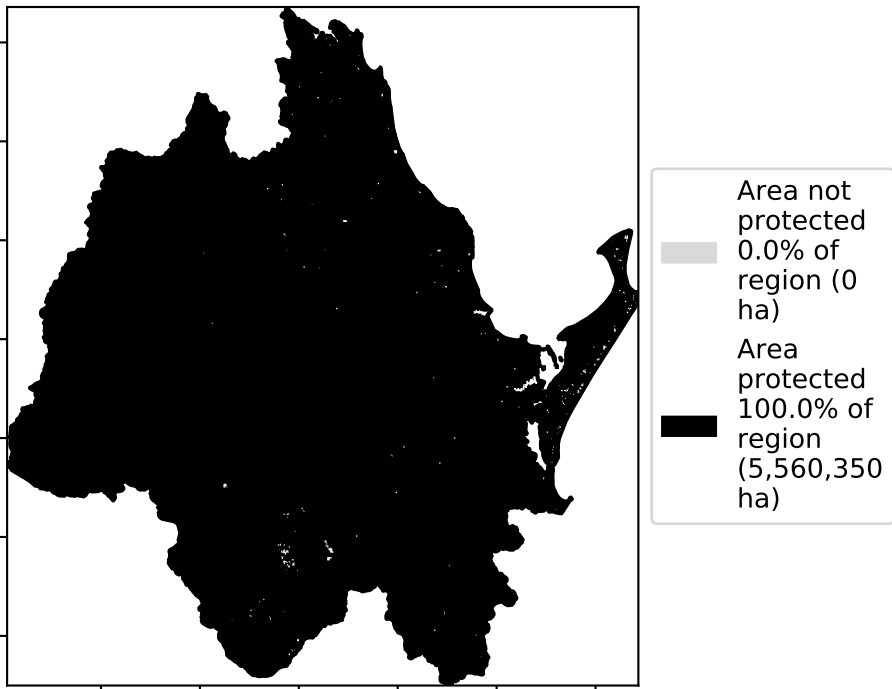 Area not
protected
0.0% of
region (0
ha)
Area
protected
100.0% of
region
(5,560,350
ha)